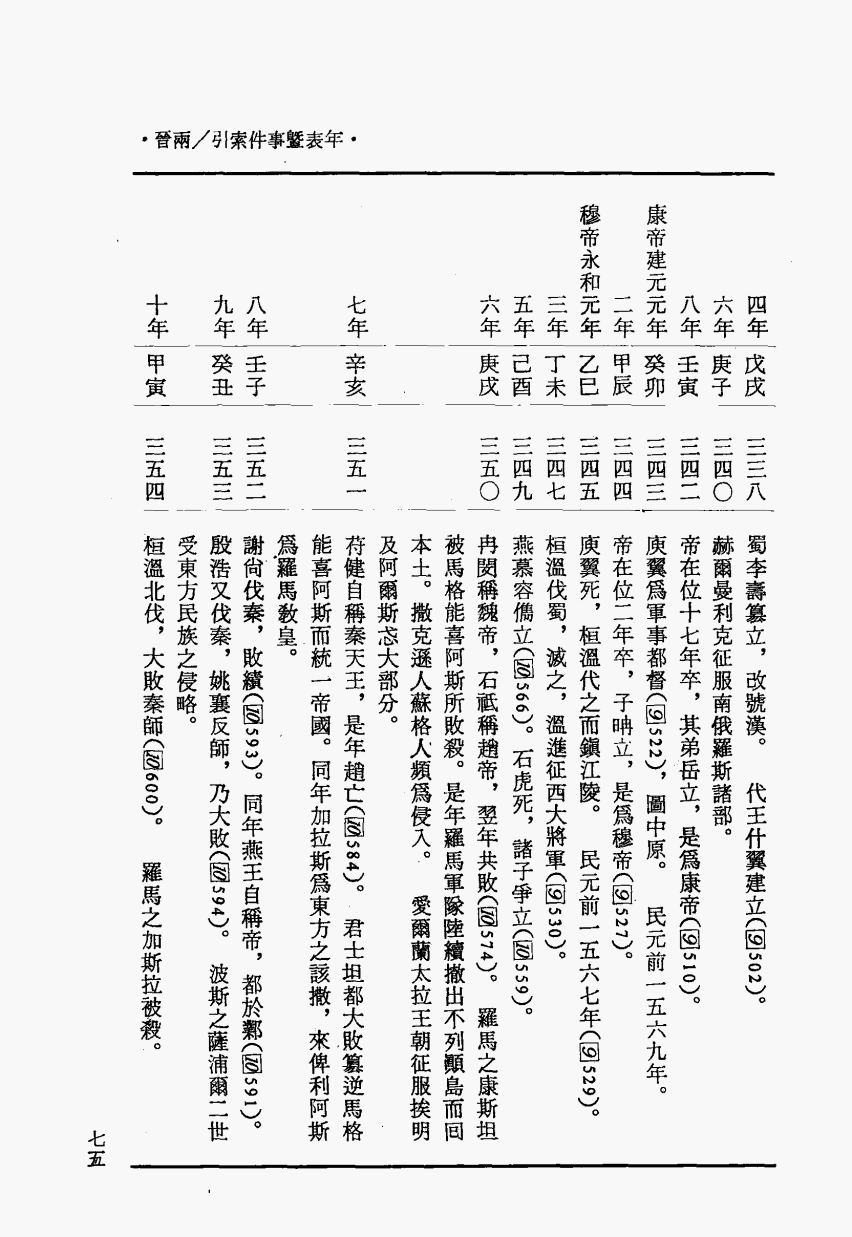 •年表暨事件索引／兩晉•
四年 戊戌 三三八 蜀李壽篡立，改號漢。 代王什翼建立(⑨502)。
六年 庚子 三四〇 赫爾曼利克征服南俄羅斯諸部。
八年 壬寅 三四二 帝在位十七年卒，其弟岳立，是爲康帝(⑨510)。
康帝建元元年 癸卯 三四三 庾翼爲軍事都督(⑨522)，圖中原。 民元前一五六九年。
二年 甲辰 三四四 帝在位二年卒，子聃立，是爲穆帝(⑨527)。
穆帝永和元年 乙巳 三四五 庾翼死，桓溫代之而鎭江陵。 民元前一五六七年(⑨529)。
三年 丁未 三四七 桓溫伐蜀，滅之，溫進征西大將軍(⑨530)。
五年 己酉 三四九 燕慕容儁立(⑩566)。石虎死，諸子爭立(⑩559)。
六年 庚戌 三五〇 冉閔稱魏帝，石祗稱趙帝，翌年共敗(⑩574)。 羅馬之康斯坦
被馬格能喜阿斯所敗殺。是年羅馬軍隊陸續撤出不列顚島而囘
本土。撒克遜人蘇格人頻爲侵入。 愛爾蘭太拉王朝征服挨明
及阿爾斯忒大部分。
七年 辛亥 三五一 苻健自稱秦天王，是年趙亡(⑩584)。 君士坦都大敗篡逆馬格
能喜阿斯而統一帝國。同年加拉斯爲東方之該撒，來俾利阿斯
爲羅馬敎皇。
八年 壬子 三五二 謝尙伐秦，敗績(⑩593)。同年燕王自稱帝，都於鄴(⑩591)。
九年 癸丑 三五三 殷浩又伐秦，姚襄反師，乃大敗(⑩594)。 波斯之薩浦爾二世
受東方民族之侵略。
十年 甲寅 三五四 桓溫北伐，大敗秦師(⑩600)。 羅馬之加斯拉被殺。
七五